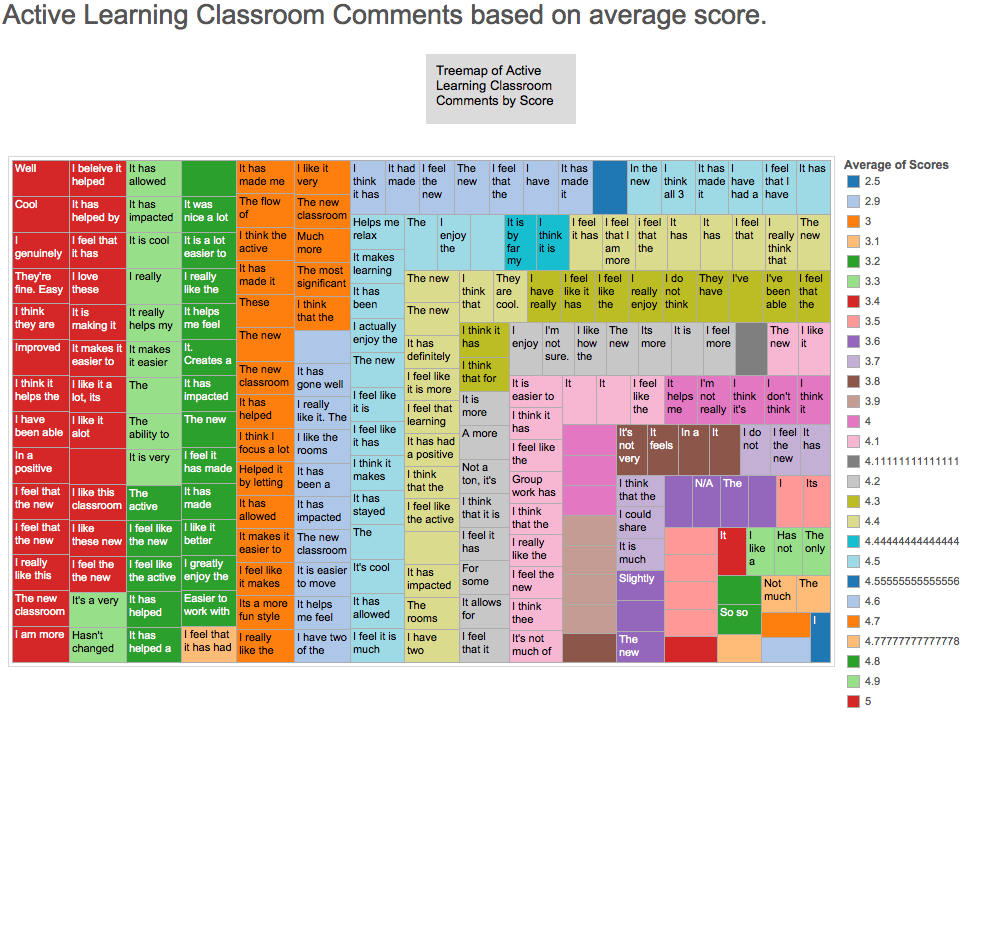 Active Learning Classroom Comments based on average score.
Treemap of Active
Learning Classroom
Comments by Score
Well
Cool
I
genuinely
They're
fine. Easy
I think
they are
Improved
I think it
helps the
I have
been able
In a
positive
I feel that
the new
I feel that
the new
I really
like this
The new
classroom
I am more
I beleive it
helped
It has
helped by
I feel that
it has
I love
these
It is
making it
It makes it
easier to
I like it a
lot, its
I like it
alot
I like this
classroom
I like
these new
I feel the
the new
It's a very
Hasn't
changed
It has
allowed
It has
impacted
It is cool
I really
It really
helps my
It makes
it easier
The
The
ability to
It is very
The
active
I feel like
the new
I feel like
the active
It has
helped
It has
helped a
It was
nice a lot
It is a lot
easier to
I really
like the
It helps
me feel
It.
Creates a
It has
impacted
The new
I feel it
has made
It has
made
I like it
better
I greatly
enjoy the
Easier to
work with
I feel that
it has had
It has
made me
The flow
of
I think the
active
It has
made it
These
The new
The new
classroom
It has
helped
I think I
focus a lot
Helped it
by letting
It has
allowed
It makes it
easier to
I feel like
it makes
Its a more
fun style
I really
like the
I like it
very
The new
classroom
Much
more
The most
significant
I think
that the
It has
gone well
I really
like it. The
I like the
rooms
It has
been a
It has
impacted
The new
classroom
It is easier
to move
It helps
me feel
I have two
of the
I
think
it has
It had
made
I feel
the
new
The
new
I feel
that
the
I
have
It has
made
it
In the
new
I
think
all 3
It has
made
it
I
have
had a
I feel
that I
have
It has
Helps me
relax
It makes
learning
It has
been
I actually
enjoy the
The new
I feel like
it is
I feel like
it has
I think it
makes
It has
stayed
The
It's cool
It has
allowed
I feel it is
much
The
I
enjoy
the
It is
by
far
my
I
think
it is
I feel
it has
I feel
that I
am
more
i feel
that
the
It
has
It
has
I feel
that
I
really
think
that
The
new
The new
The new
It has
definitely
I feel like
it is more
I feel that
learning
It has had
a positive
I think
that the
I feel like
the active
It has
impacted
The
rooms
I have
two
I
think
that
They
are
cool.
I
have
really
I feel
like it
has
I feel
like
the
I
really
enjoy
I do
not
think
They
have
I've
I've
been
able
I feel
that
the
I think it
has
I think
that for
It is
more
A more
Not a
ton, it's
I think
that it is
I feel it
has
For
some
It allows
for
I feel
that it
I
enjoy
I'm
not
sure.
I like
how
the
The
new
Its
more
It is
I feel
more
The
new
I like
it
It is
easier to
I think it
has
I feel like
the
Group
work has
I think
that the
I really
like the
I feel the
new
I think
thee
It's not
much of
It
It
I feel
like
the
It
helps
me
I'm
not
really
I
think
it's
I
don't
think
I
think
it
It's
not
very
It
feels
In a
It
I do
not
I feel
the
new
It
has
I think
that the
I could
share
It is
much
Slightly
The
new
N/A
The
I
Its
It
I
like
a
Has
not
The
only
So so
Not
much
The
I
Average of Scores
2.5
2.9
3
3.1
3.2
3.3
3.4
3.5
3.6
3.7
3.8
3.9
4
4.1
4.11111111111111
4.2
4.3
4.4
4.44444444444444
4.5
4.55555555555556
4.6
4.7
4.77777777777778
4.8
4.9
5